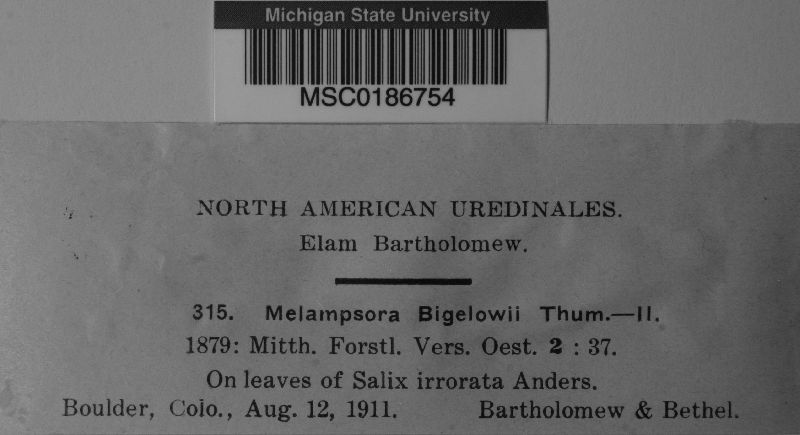 Michigan State University
MSC0186754
NORTH AMERICAN UREDINALES.
Elam Bartholomew.
315. Melampsora Bigelowii Thum.—II.
1879: Mitth. Forstl. Vers. Oest. 2 : 37.
On leaves of Salix irrorata Anders.
Boulder, Colo., Aug. 12, 1911. Bartholomew & Bethel.